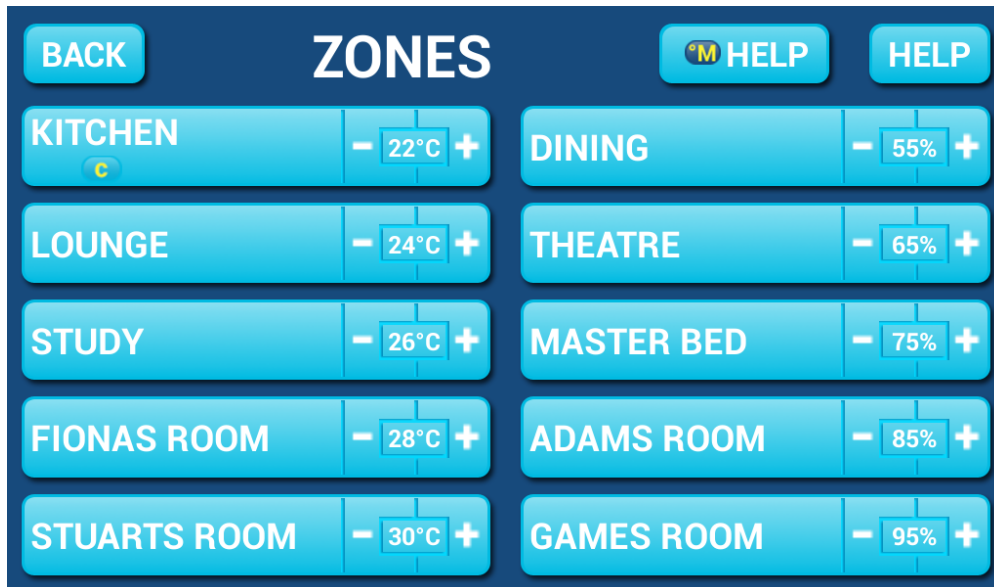 BACK
ZONES
°M HELP
HELP
KITCHEN
C
- 22°C +
DINING
- 55% +
LOUNGE
- 24°C +
THEATRE
- 65% +
STUDY
- 26°C +
MASTER BED
- 75% +
FIONAS ROOM
- 28°C +
ADAMS ROOM
- 85% +
STUARTS ROOM
- 30°C +
GAMES ROOM
- 95% +